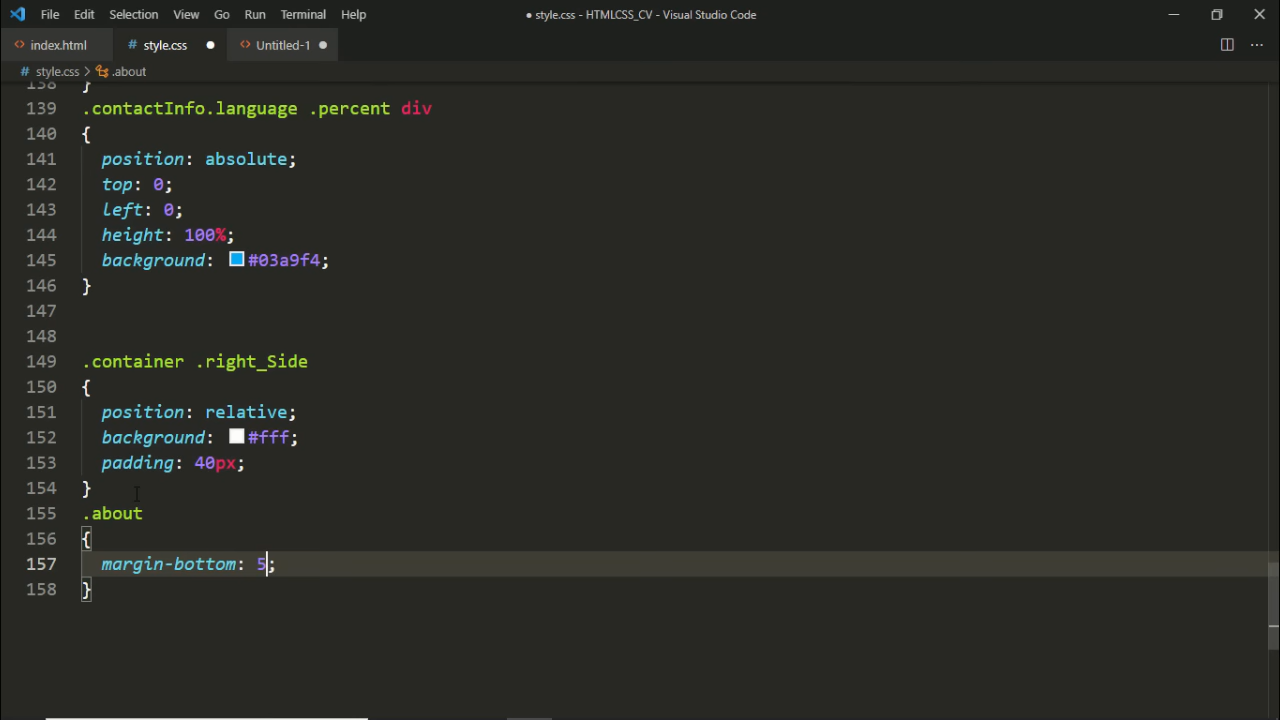 File Edit Selection View Go Run Terminal Help ● style.css - HTMLCSS_CV - Visual Studio Code
index.html # style.css ● Untitled-1 ●
# style.css > .about
138 }
139 .contactInfo.language .percent div
140 {
141 position: absolute;
142 top: 0;
143 left: 0;
144 height: 100%;
145 background: #03a9f4;
146 }
147
148
149 .container .right_Side
150 {
151 position: relative;
152 background: #fff;
153 padding: 40px;
154 }
155 .about
156 {
157 margin-bottom: 5;
158 }